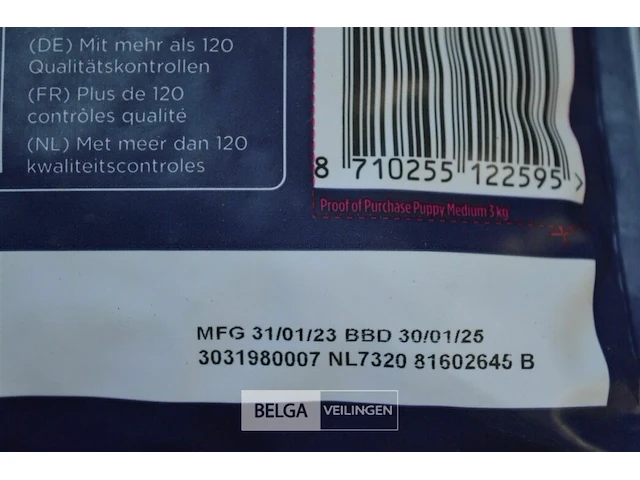 (DE) Mit mehr als 120
Qualitätskontrollen
(FR) Plus de 120
contrôles qualité
(NL) Met meer dan 120
kwaliteitscontroles
8 710255 122595 >
Proof of Purchase Puppy Medium 3 kg
MFG 31/01/23 BBD 30/01/25
3031980007 NL7320 81602645 B
BELGA VEILINGEN